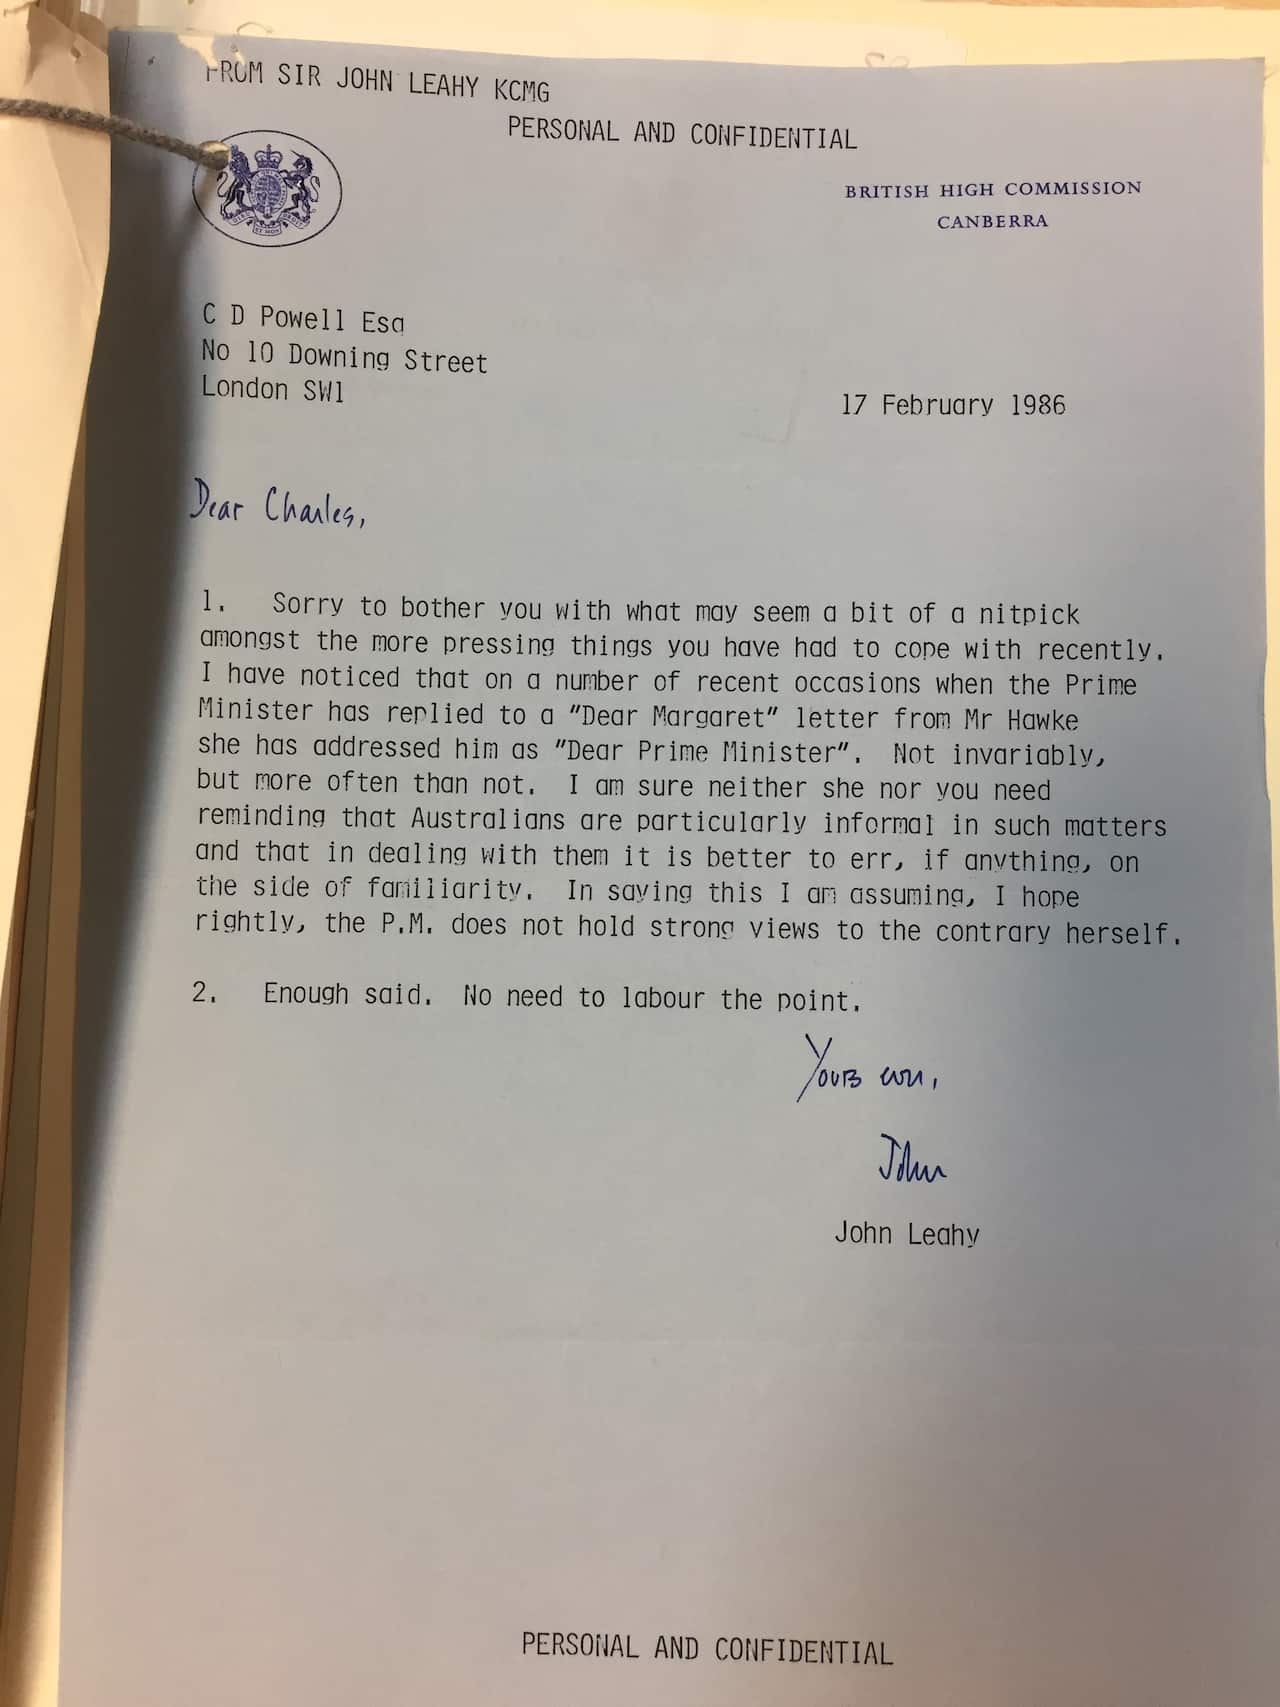 FROM SIR JOHN LEAHY KCMG
PERSONAL AND CONFIDENTIAL
BRITISH HIGH COMMISSION
CANBERRA
C D Powell Esq
No 10 Downing Street
London SW1
17 February 1986
Dear Charles,
1. Sorry to bother you with what may seem a bit of a nitpick
amongst the more pressing things you have had to cope with recently.
I have noticed that on a number of recent occasions when the Prime
Minister has replied to a "Dear Margaret" letter from Mr Hawke
she has addressed him as "Dear Prime Minister". Not invariably,
but more often than not. I am sure neither she nor you need
reminding that Australians are particularly informal in such matters
and that in dealing with them it is better to err, if anything, on
the side of familiarity. In saying this I am assuming, I hope
rightly, the P.M. does not hold strong views to the contrary herself.
2. Enough said. No need to labour the point.
Yours ever,
John
John Leahy
PERSONAL AND CONFIDENTIAL